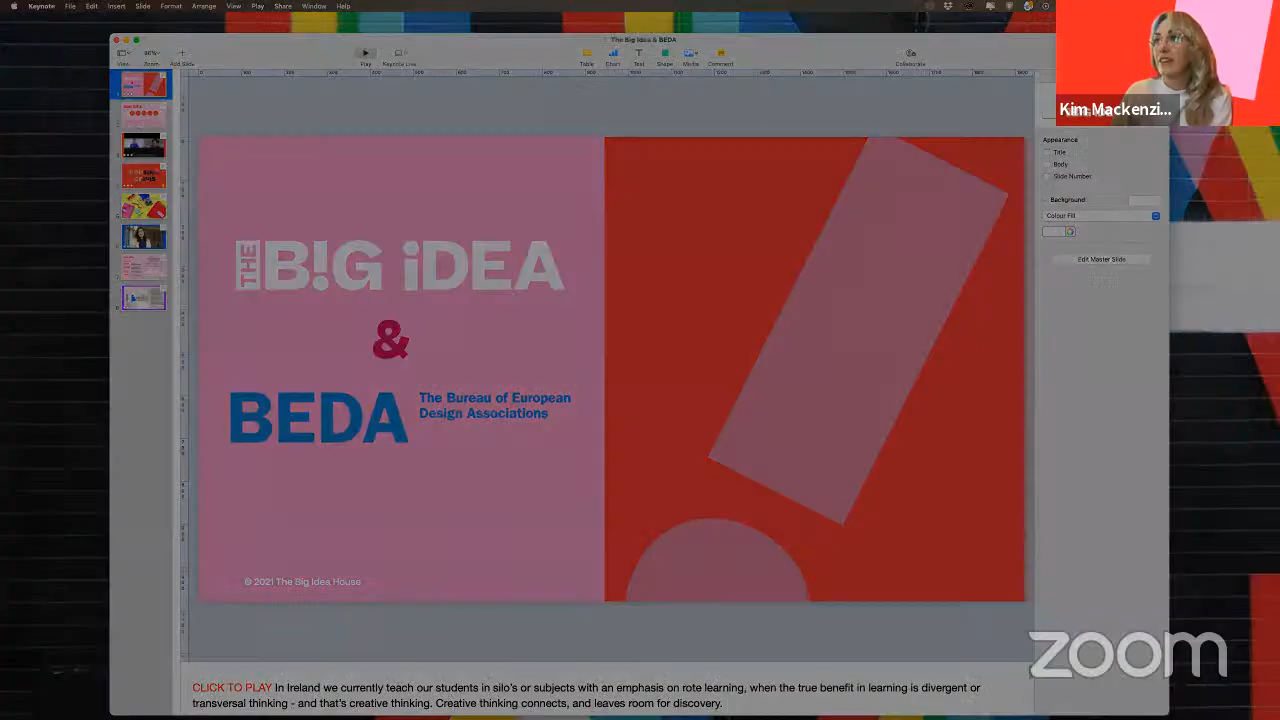 Keynote File Edit Insert Slide Format Arrange View Play Share Window Help
The Big Idea & BEDA
View Zoom Add Slide Play Keynote Live Table Chart Text Shape Media Comment Collaborate
Kim Mackenzi...
Appearance
Title
Body
Slide Number
Background
Colour Fill
Edit Master Slide
THE B!G iDEA
&
BEDA The Bureau of European
Design Associations
© 2021 The Big Idea House
zoom
CLICK TO PLAY In Ireland we currently teach our students in silo's or subjects with an emphasis on rote learning, when the true benefit in learning is divergent or
transversal thinking - and that's creative thinking. Creative thinking connects, and leaves room for discovery.